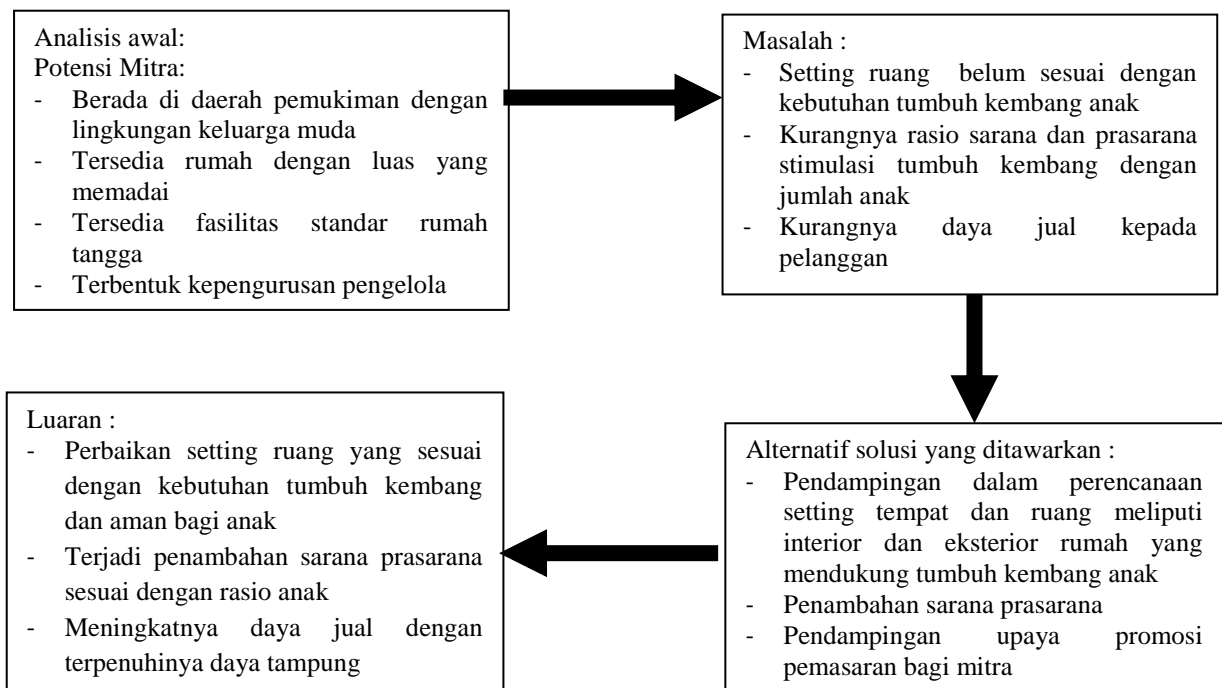 Analisis awal:
Potensi Mitra:
- Berada di daerah pemukiman dengan
lingkungan keluarga muda
- Tersedia rumah dengan luas yang
memadai
- Tersedia fasilitas standar rumah
tangga
- Terbentuk kepengurusan pengelola
Masalah :
- Setting ruang belum sesuai dengan
kebutuhan tumbuh kembang anak
- Kurangnya rasio sarana dan prasarana
stimulasi tumbuh kembang dengan
jumlah anak
- Kurangnya daya jual kepada
pelanggan
Alternatif solusi yang ditawarkan :
- Pendampingan dalam perencanaan
setting tempat dan ruang meliputi
interior dan eksterior rumah yang
mendukung tumbuh kembang anak
- Penambahan sarana prasarana
- Pendampingan upaya promosi
pemasaran bagi mitra
Luaran :
- Perbaikan setting ruang yang sesuai
dengan kebutuhan tumbuh kembang
dan aman bagi anak
- Terjadi penambahan sarana prasarana
sesuai dengan rasio anak
- Meningkatnya daya jual dengan
terpenuhinya daya tampung